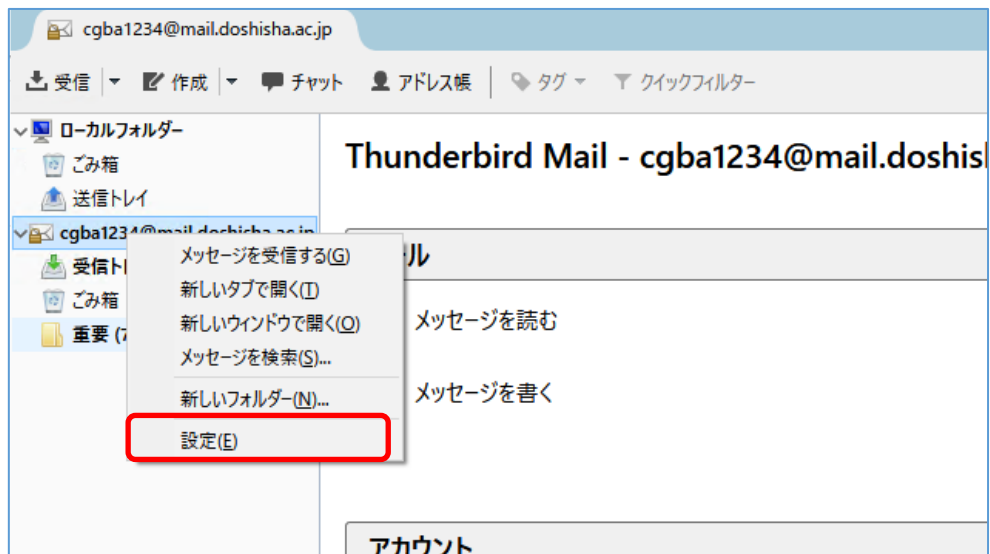 cgba1234@mail.doshisha.ac.jp
受信 作成 チャット アドレス帳 タグ クイックフィルター
ローカルフォルダー
ごみ箱
送信トレイ
cgba1234@mail.doshisha.ac.jp
受信ト
ごみ箱
重要 (
メッセージを受信する(G)
新しいタブで開く(T)
新しいウィンドウで開く(O)
メッセージを検索(S)...
新しいフォルダー(N)...
設定(E)
Thunderbird Mail - cgba1234@mail.doshis
ール
メッセージを読む
メッセージを書く
アカウント